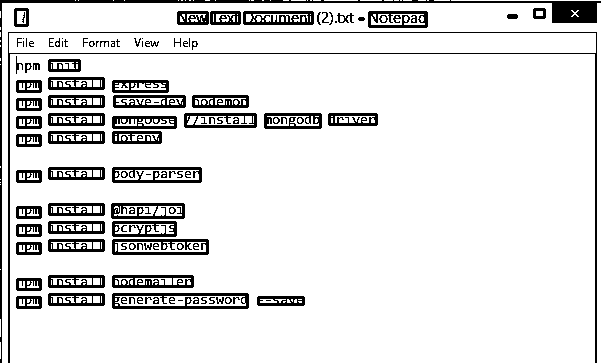 New Text Document (2).txt - Notepad
File Edit Format View Help
npm init
npm install express
npm install -save-dev nodemon
npm install mongoose //install mongodb driver
npm install dotenv
npm install body-parser
npm install @hapi/joi
npm install bcryptjs
npm install jsonwebtoken
npm install nodemailer
npm install generate-password --save